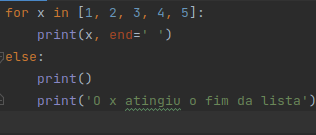 for x in [1, 2, 3, 4, 5]:
    print(x, end=' ')
else:
    print()
    print('O x atingiu o fim da lista')